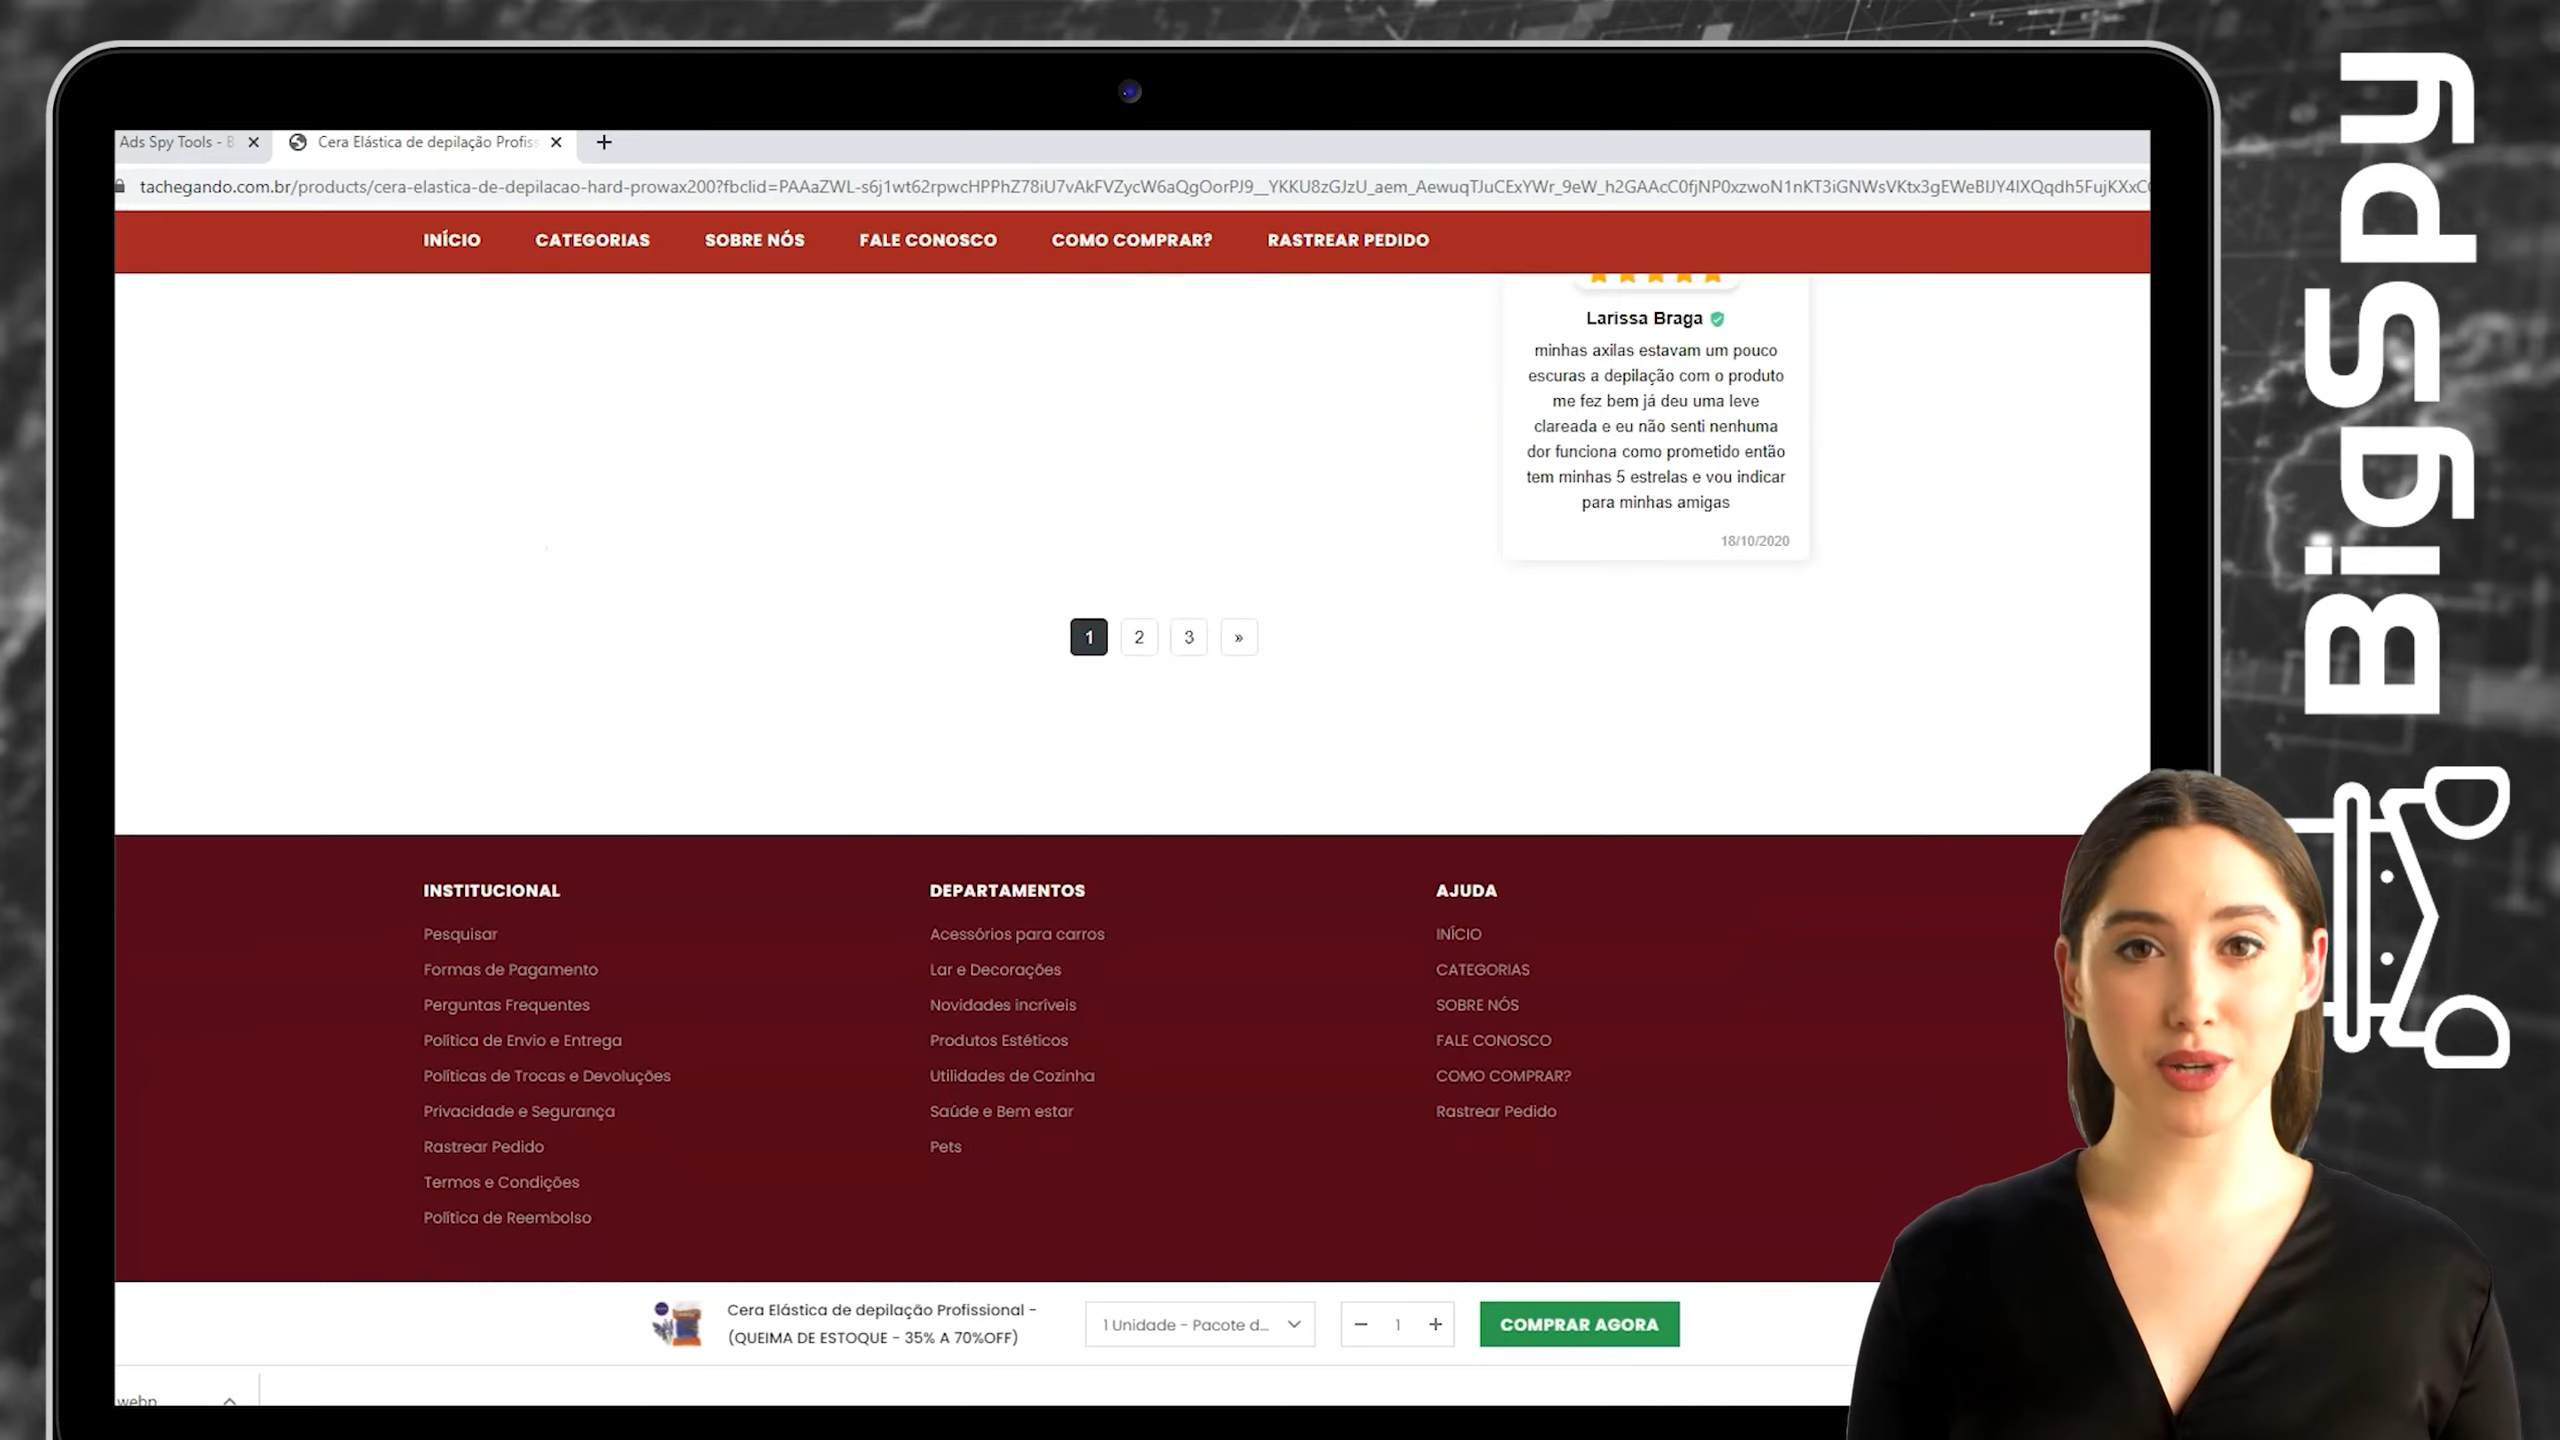 Ads Spy Tools -
Cera Elástica de depilação Profiss
tachegando.com.br/products/cera-elastica-de-depilacao-hard-prowax200?fbclid=PAAaZWL-s6j1wt62rpwcHPPhZ78iU7vAkFVZycW6aQgOorPJ9__YKKU8zGJzU_aem_AewuqTJuCExYWr_9eW_h2GAAcC0fjNP0xzwoN1nKT3iGNWsVKtx3gEWeBIJY4IXQqdh5FujKXxC
INÍCIO
CATEGORIAS
SOBRE NÓS
FALE CONOSCO
COMO COMPRAR?
RASTREAR PEDIDO
Larissa Braga
minhas axilas estavam um pouco
escuras a depilação com o produto
me fez bem já deu uma leve
clareada e eu não senti nenhuma
dor funciona como prometido então
tem minhas 5 estrelas e vou indicar
para minhas amigas
18/10/2020
1 2 3 »
INSTITUCIONAL
Pesquisar
Formas de Pagamento
Perguntas Frequentes
Política de Envio e Entrega
Políticas de Trocas e Devoluções
Privacidade e Segurança
Rastrear Pedido
Termos e Condições
Política de Reembolso
DEPARTAMENTOS
Acessórios para carros
Lar e Decorações
Novidades incríveis
Produtos Estéticos
Utilidades de Cozinha
Saúde e Bem estar
Pets
AJUDA
INÍCIO
CATEGORIAS
SOBRE NÓS
FALE CONOSCO
COMO COMPRAR?
Rastrear Pedido
Cera Elástica de depilação Profissional -
(QUEIMA DE ESTOQUE - 35% A 70%OFF)
1 Unidade - Pacote d...
− 1 +
COMPRAR AGORA
webp
BigSpy